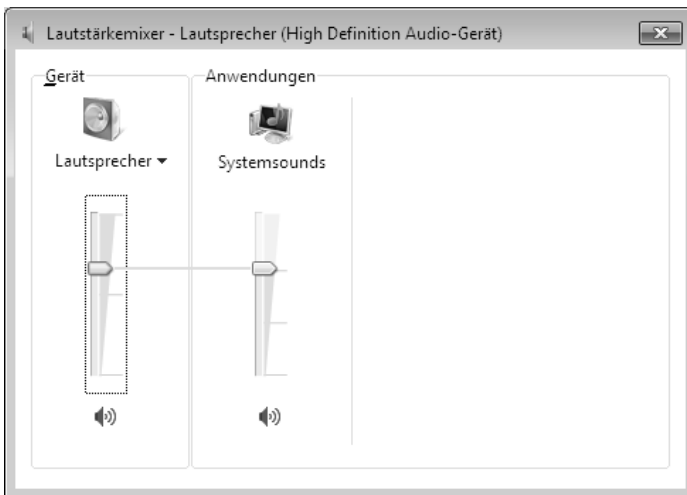 Lautstärkemixer - Lautsprecher (High Definition Audio-Gerät)
Gerät
Anwendungen
Lautsprecher
Systemsounds